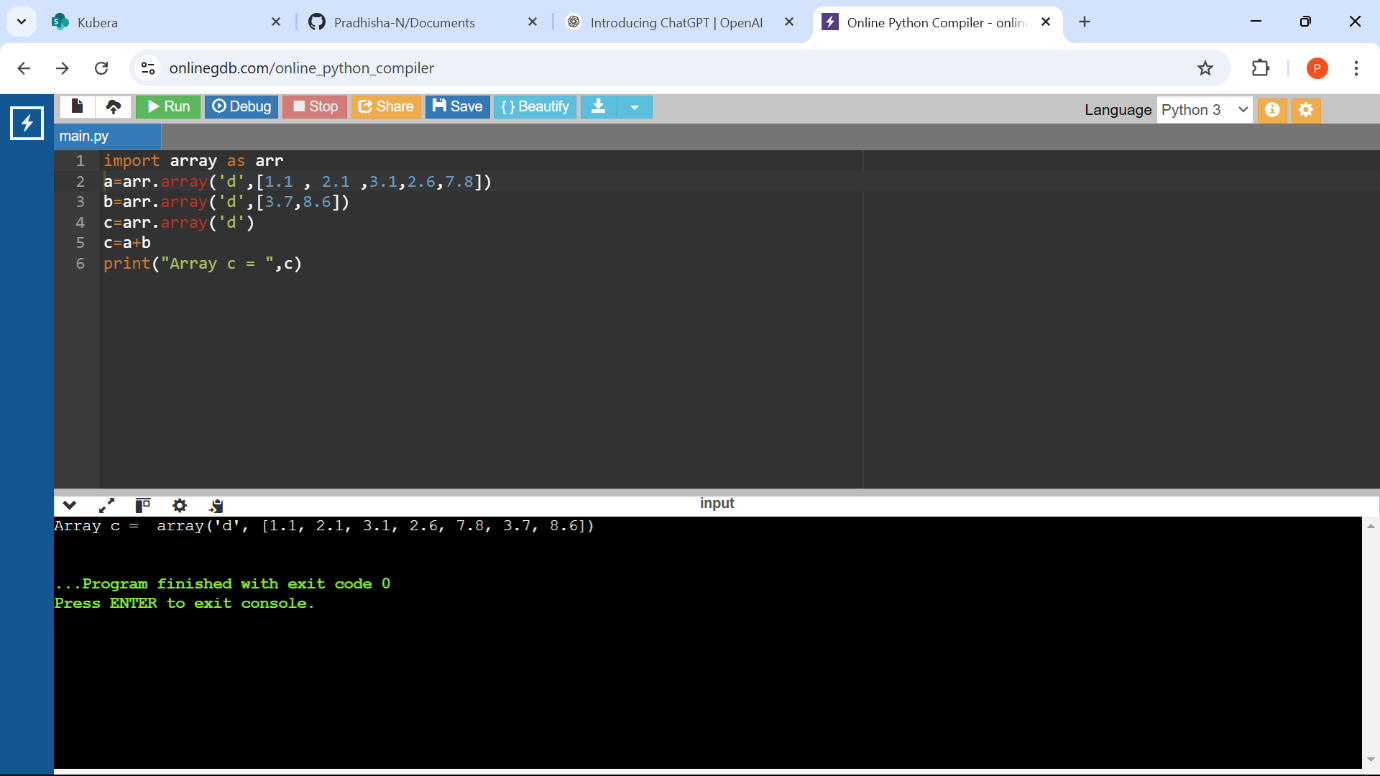 Kubera
Pradhisha-N/Documents
Introducing ChatGPT | OpenAI
Online Python Compiler - onlin
onlinegdb.com/online_python_compiler
P
Run Debug Stop Share Save { } Beautify
Language Python 3
main.py
1 import array as arr
2 a=arr.array('d',[1.1 , 2.1 ,3.1,2.6,7.8])
3 b=arr.array('d',[3.7,8.6])
4 c=arr.array('d')
5 c=a+b
6 print("Array c = ",c)
input
Array c =  array('d', [1.1, 2.1, 3.1, 2.6, 7.8, 3.7, 8.6])
...Program finished with exit code 0
Press ENTER to exit console.